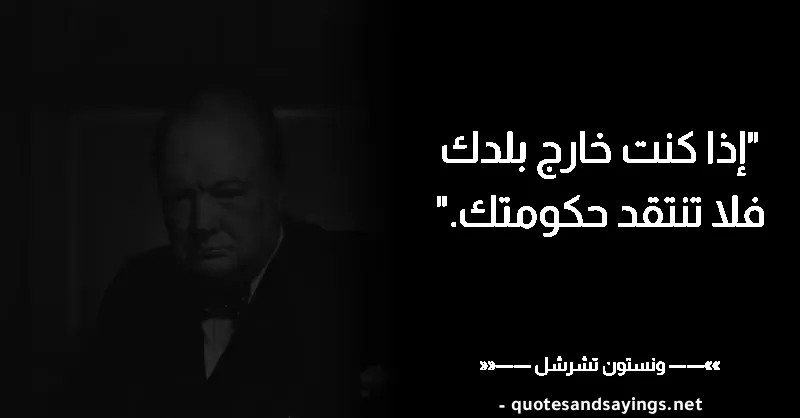 "إذا كنت خارج بلدك
فلا تنتقد حكومتك."
»»—— ونستون تشرشل ——««
- quotesandsayings.net